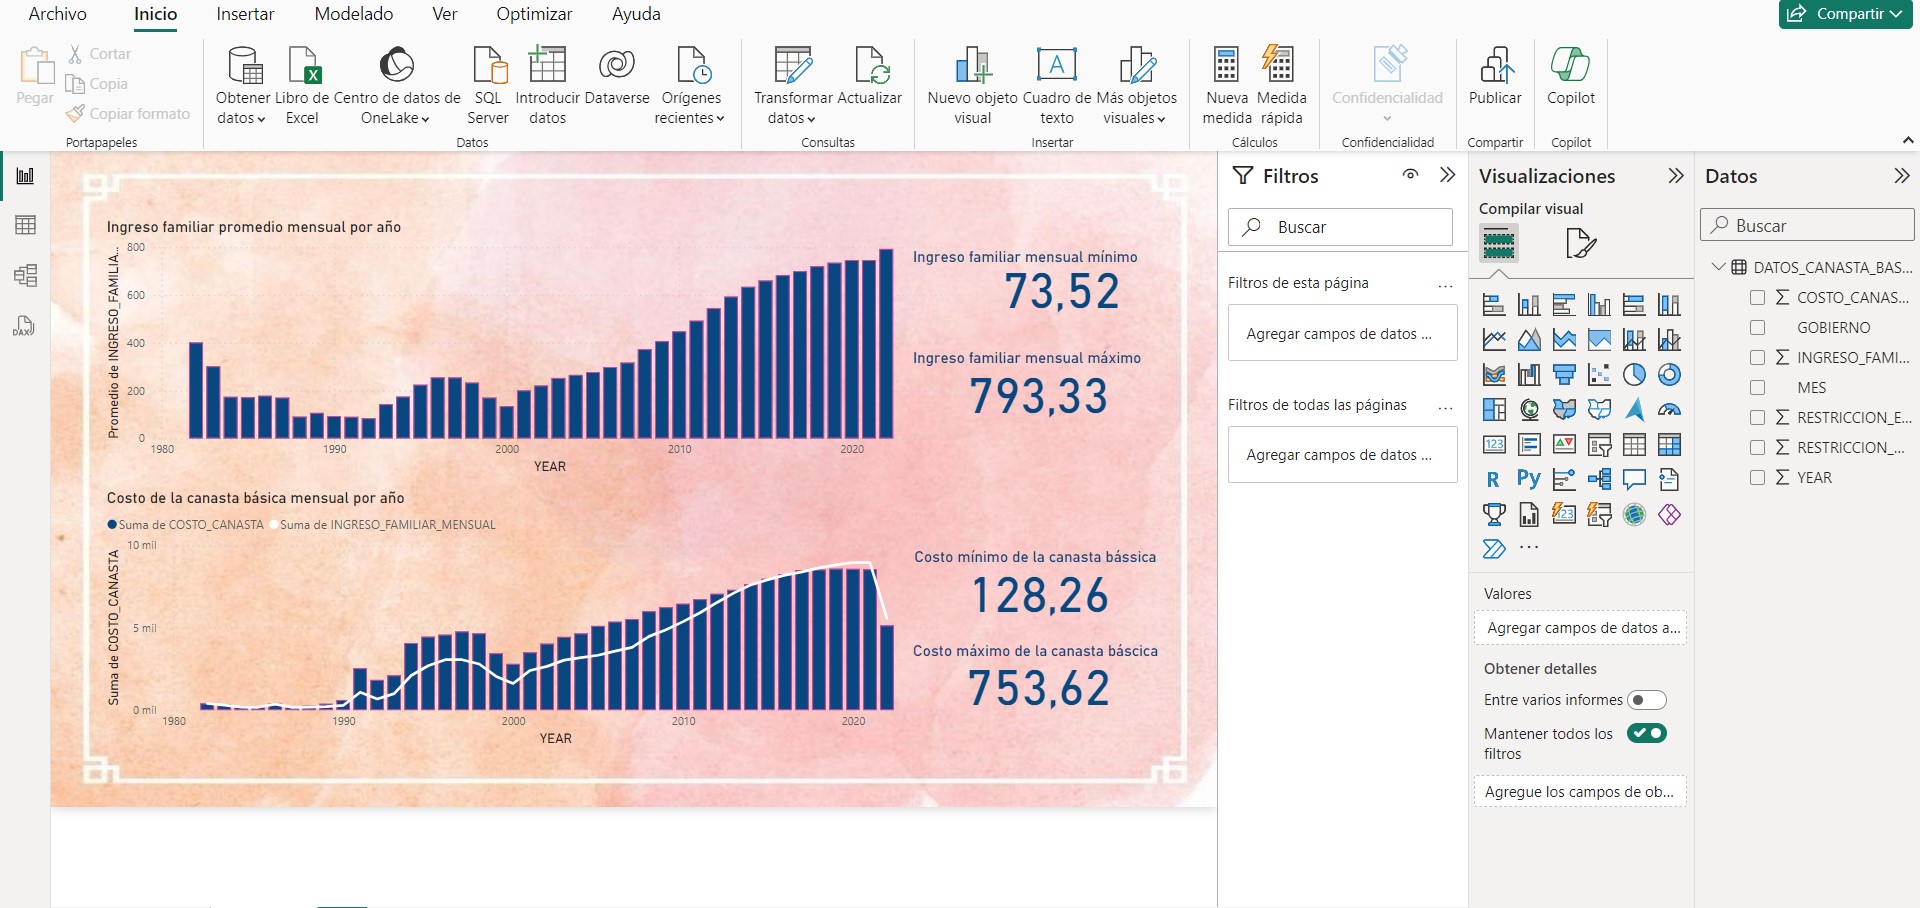 Archivo
Inicio
Insertar
Modelado
Ver
Optimizar
Ayuda
Compartir
Pegar
Cortar
Copia
Copiar formato
Portapapeles
Obtener
datos
Libro de
Excel
Centro de datos de
OneLake
SQL
Server
Introducir
datos
Dataverse
Orígenes
recientes
Datos
Transformar
datos
Actualizar
Consultas
Nuevo objeto
visual
Cuadro de
texto
Más objetos
visuales
Insertar
Nueva
medida
Medida
rápida
Cálculos
Confidencialidad
Confidencialidad
Publicar
Compartir
Copilot
Copilot
DAX
Ingreso familiar promedio mensual por año
Promedio de INGRESO_FAMILIA...
800
600
400
200
0
1980
1990
2000
2010
2020
YEAR
Ingreso familiar mensual mínimo
73,52
Ingreso familiar mensual máximo
793,33
Costo de la canasta básica mensual por año
Suma de COSTO_CANASTA
Suma de INGRESO_FAMILIAR_MENSUAL
Suma de COSTO_CANASTA
10 mil
5 mil
0 mil
1980
1990
2000
2010
2020
YEAR
Costo mínimo de la canasta bássica
128,26
Costo máximo de la canasta báscica
753,62
Filtros
Buscar
Filtros de esta página
...
Agregar campos de datos ...
Filtros de todas las páginas
...
Agregar campos de datos ...
Visualizaciones
Compilar visual
123
R
Py
123
...
Valores
Agregar campos de datos a...
Obtener detalles
Entre varios informes
Mantener todos los
filtros
Agregue los campos de ob...
Datos
Buscar
DATOS_CANASTA_BAS...
COSTO_CANAS...
GOBIERNO
INGRESO_FAMI...
MES
RESTRICCION_E...
RESTRICCION_...
YEAR